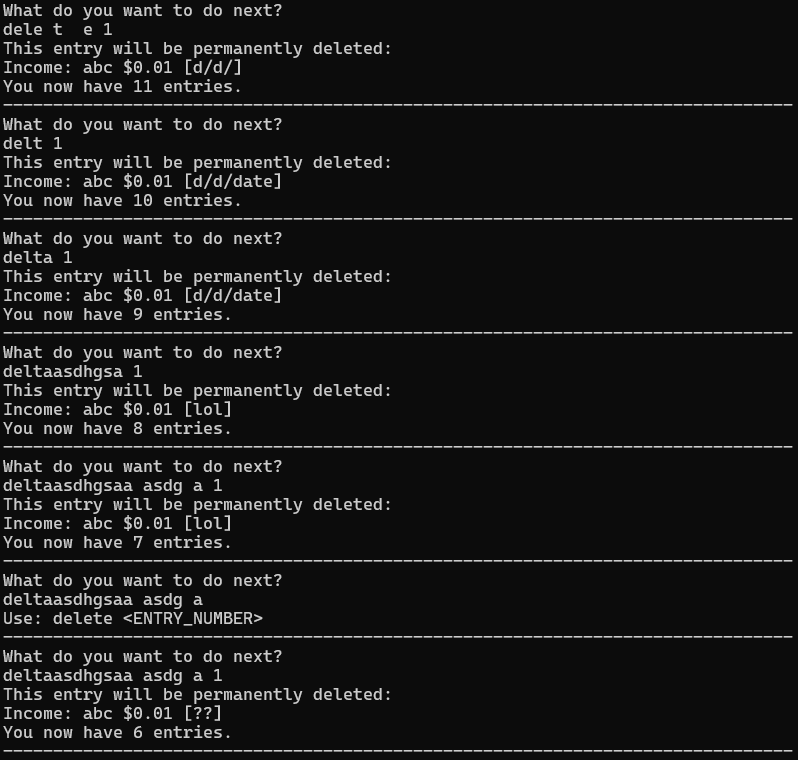 What do you want to do next?
dele t  e 1
This entry will be permanently deleted:
Income: abc $0.01 [d/d/]
You now have 11 entries.
What do you want to do next?
delt 1
This entry will be permanently deleted:
Income: abc $0.01 [d/d/date]
You now have 10 entries.
What do you want to do next?
delta 1
This entry will be permanently deleted:
Income: abc $0.01 [d/d/date]
You now have 9 entries.
What do you want to do next?
deltaasdhgsa 1
This entry will be permanently deleted:
Income: abc $0.01 [lol]
You now have 8 entries.
What do you want to do next?
deltaasdhgsaa asdg a 1
This entry will be permanently deleted:
Income: abc $0.01 [lol]
You now have 7 entries.
What do you want to do next?
deltaasdhgsaa asdg a
Use: delete <ENTRY_NUMBER>
What do you want to do next?
deltaasdhgsaa asdg a 1
This entry will be permanently deleted:
Income: abc $0.01 [??]
You now have 6 entries.